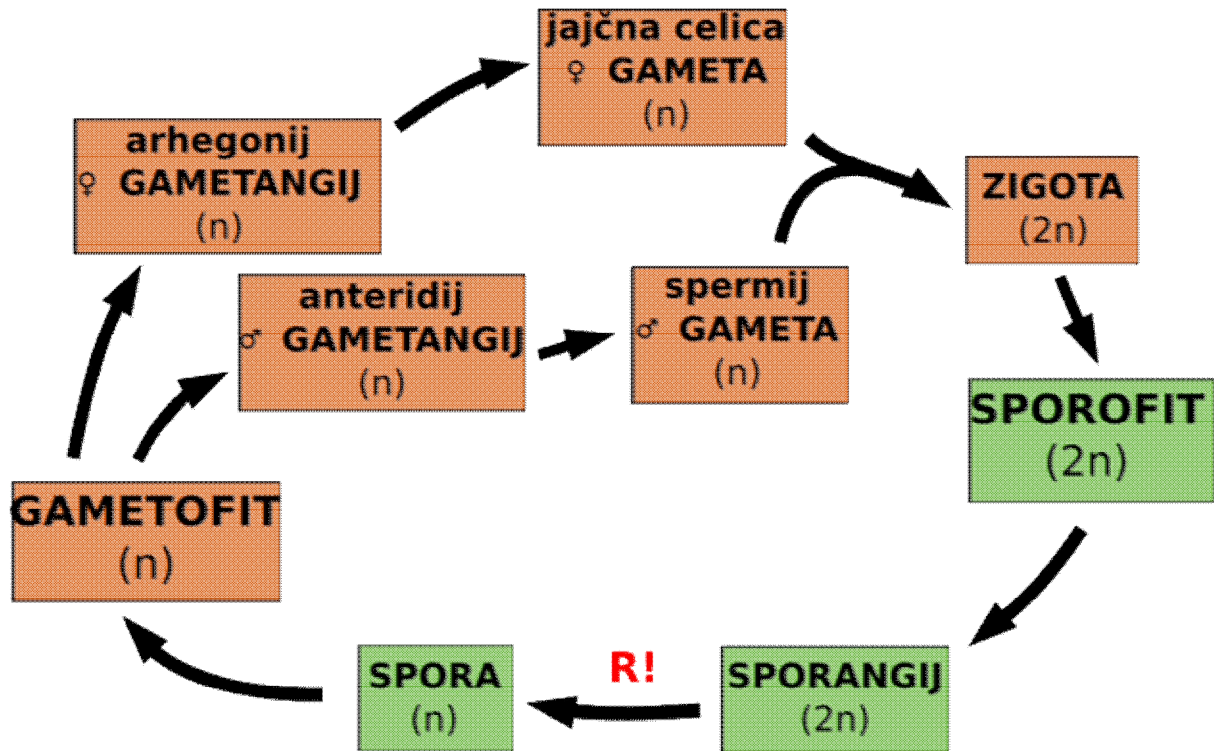 jajčna celica
♀ GAMETA
(n)
arhegonij
♀ GAMETANGIJ
(n)
ZIGOTA
(2n)
anteridij
♂ GAMETANGIJ
(n)
spermij
♂ GAMETA
(n)
SPOROFIT
(2n)
GAMETOFIT
(n)
SPORA
(n)
R!
SPORANGIJ
(2n)